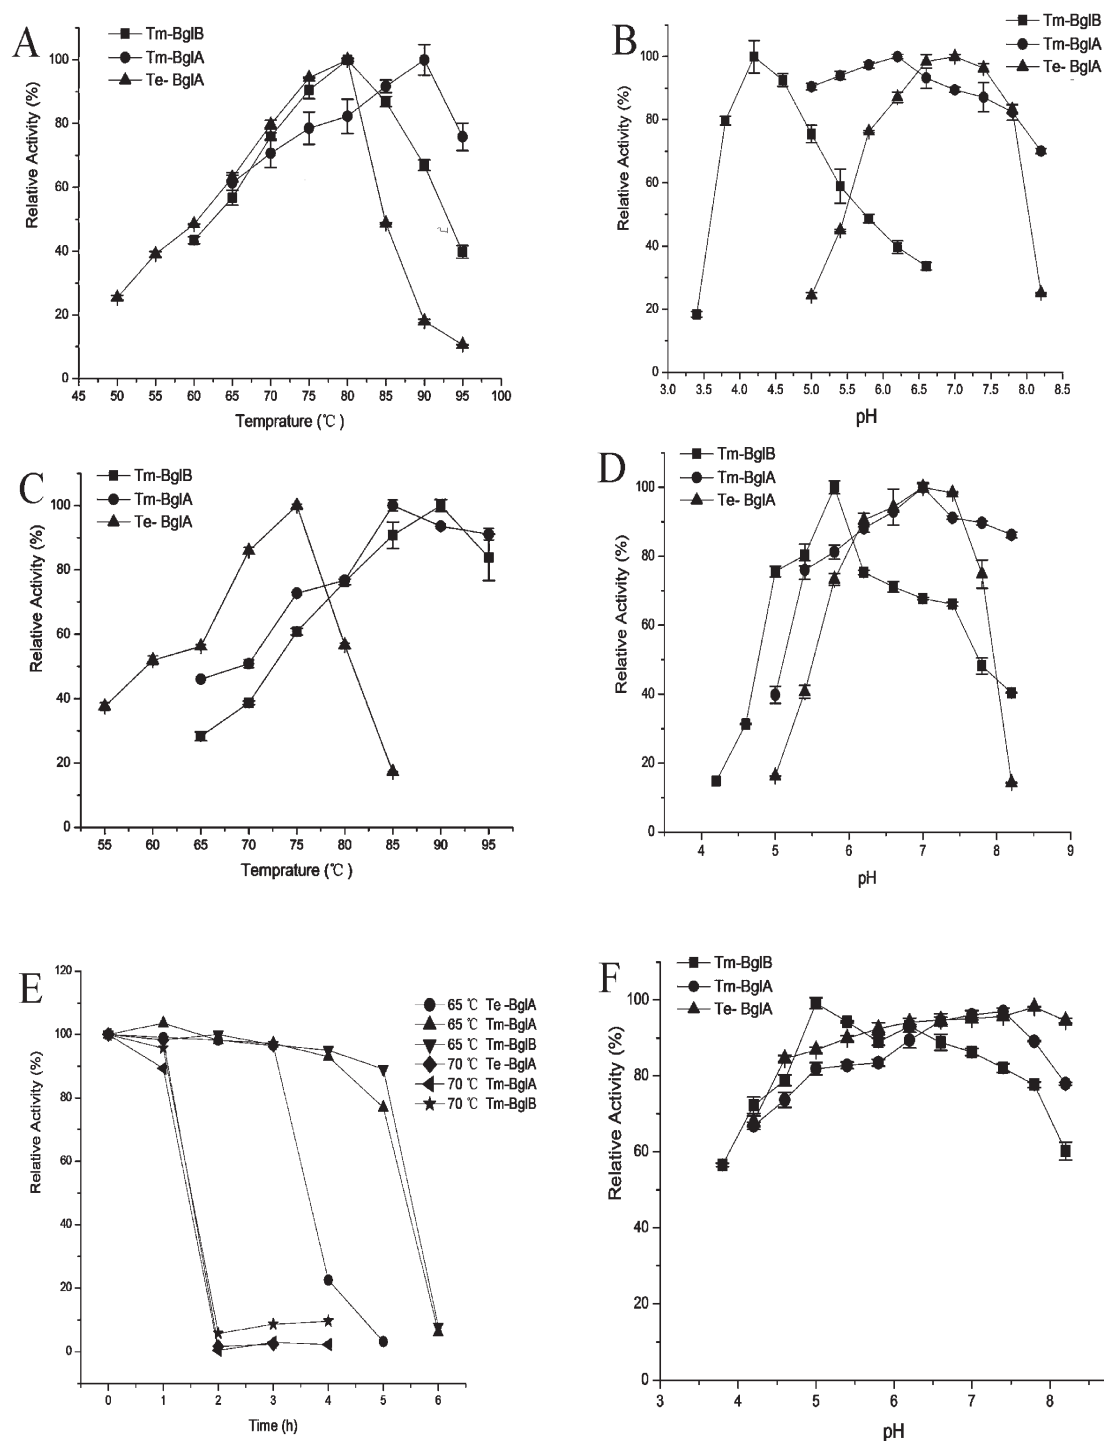 A
Tm-BglB
Tm-BglA
Te- BglA
Relative Activity (%)
100
80
60
40
20
0
45 50 55 60 65 70 75 80 85 90 95 100
Temprature (℃)
B
Tm-BglB
Tm-BglA
Te- BglA
Relative Activity (%)
100
80
60
40
20
0
3.0 3.5 4.0 4.5 5.0 5.5 6.0 6.5 7.0 7.5 8.0 8.5
pH
C
Tm-BglB
Tm-BglA
Te- BglA
Relative Activity (%)
100
80
60
40
20
0
55 60 65 70 75 80 85 90 95
Temprature (℃)
D
Tm-BglB
Tm-BglA
Te- BglA
Relative Activity (%)
100
80
60
40
20
0
4 5 6 7 8 9
pH
E
65 ℃ Te -BglA
65 ℃ Tm-BglA
65 ℃ Tm-BglB
70 ℃ Te -BglA
70 ℃ Tm-BglA
70 ℃ Tm-BglB
Relative Activity (%)
120
100
80
60
40
20
0
0 1 2 3 4 5 6
Time (h)
F
Tm-BglB
Tm-BglA
Te- BglA
Relative Activity (%)
100
80
60
40
20
0
3 4 5 6 7 8
pH